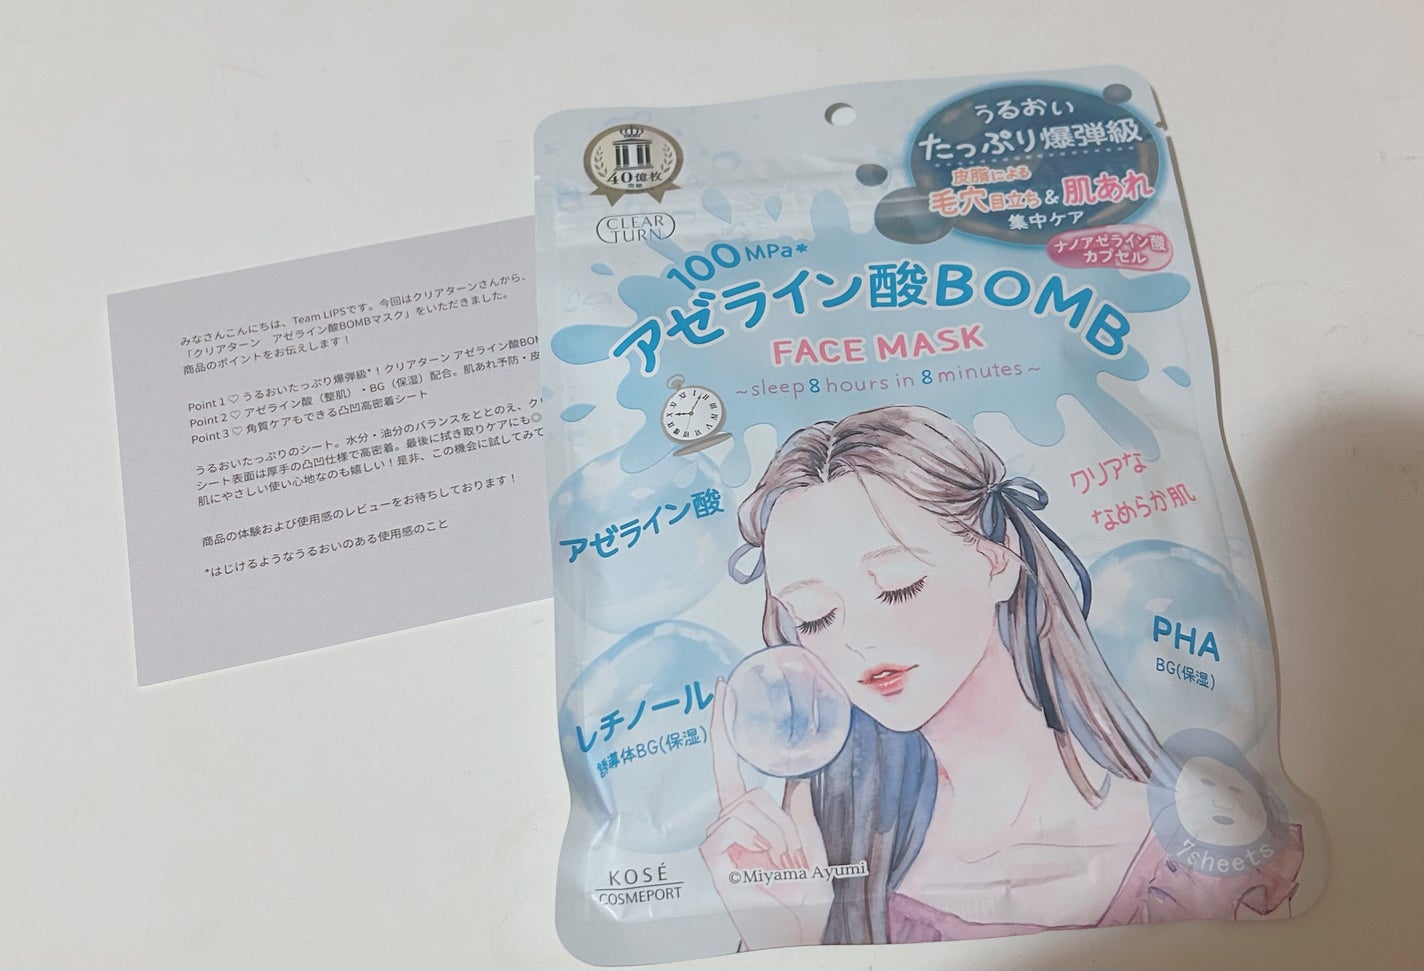 みなさんこんにちは、Team LIPSです。今回はクリアターンさんから、
「クリアターン　アゼライン酸BOMBマスク」をいただきました。
商品のポイントをお伝えします！
Point 1 ♡ うるおいたっぷり爆弾級*！クリアターン アゼライン酸BOM
Point 2 ♡ アゼライン酸（整肌）・BG（保湿）配合。肌あれ予防・皮
Point 3 ♡ 角質ケアもできる凸凹高密着シート
うるおいたっぷりのシート。水分・油分のバランスをととのえ、クリ
シート表面は厚手の凸凹仕様で高密着。最後に拭き取りケアにも◎
肌にやさしい使い心地なのも嬉しい！是非、この機会に試してみて
商品の体験および使用感のレビューをお待ちしております！
*はじけるようなうるおいのある使用感のこと
40億枚
突破
CLEAR
TURN
うるおい
たっぷり爆弾級
皮脂による
毛穴目立ち&肌あれ
集中ケア
ナノアゼライン酸
カプセル
100MPa*
アゼライン酸BOMB
FACE MASK
~sleep 8 hours in 8 minutes~
クリアな
なめらか肌
アゼライン酸
PHA
BG(保湿)
レチノール
誘導体BG(保湿)
7sheets
KOSÉ
COSMEPORT
©Miyama Ayumi